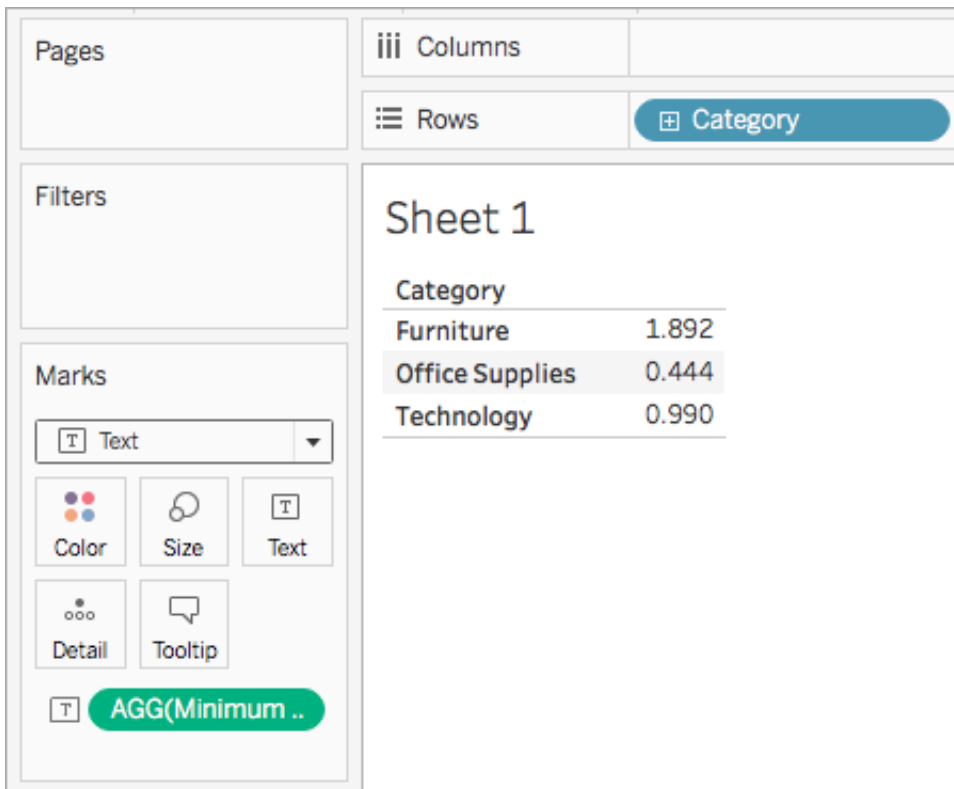 Pages
Columns
Rows
Category
Filters
Sheet 1
Category
Furniture 1.892
Office Supplies 0.444
Technology 0.990
Marks
T Text
Color Size T Text
Detail Tooltip
T AGG(Minimum ..